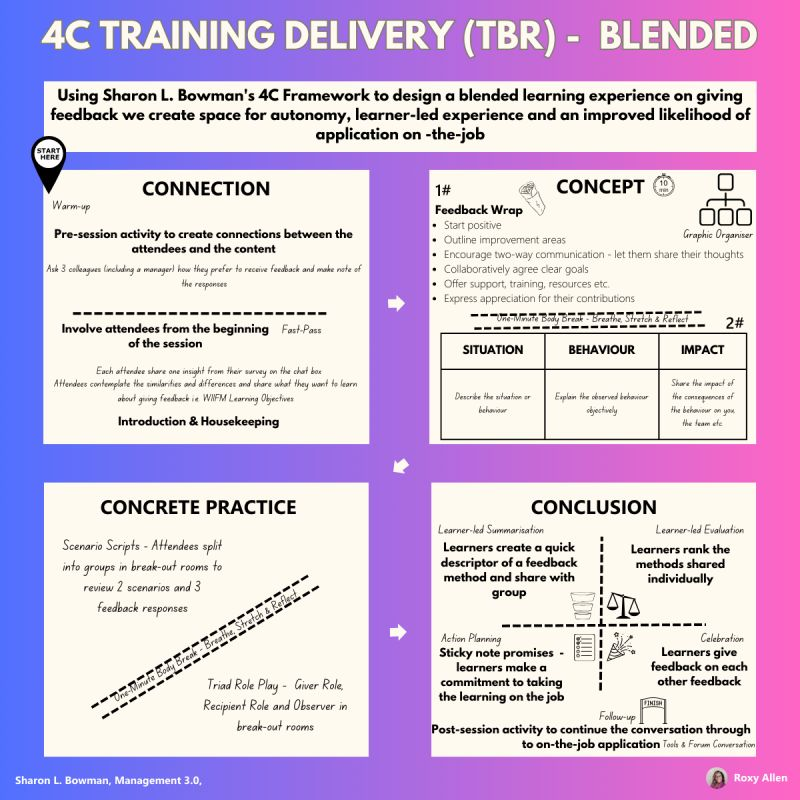 4C TRAINING DELIVERY (TBR) - BLENDED
Using Sharon L. Bowman's 4C Framework to design a blended learning experience on giving
feedback we create space for autonomy, learner-led experience and an improved likelihood of
application on -the-job
START
HERE
CONNECTION
Warm-up
Pre-session activity to create connections between the
attendees and the content
Ask 3 colleagues (including a manager) how they prefer to receive feedback and make note of
the responses
Involve attendees from the beginning
of the session
Fast-Pass
Each attendee share one insight from their survey on the chat box
Attendees contemplate the similarities and differences and share what they want to learn
about giving feedback i.e. WIIFM Learning Objectives
Introduction & Housekeeping
1#
CONCEPT
10
min
Graphic Organiser
Feedback Wrap
• Start positive
• Outline improvement areas
• Encourage two-way communication - let them share their thoughts
• Collaboratively agree clear goals
• Offer support, training, resources etc.
• Express appreciation for their contributions
One-Minute Body Break - Breathe, Stretch & Reflect
2#
SITUATION
BEHAVIOUR
IMPACT
Describe the situation or
behaviour
Explain the observed behaviour
objectively
Share the impact of
the consequences of
the behaviour on you,
the team etc.
CONCRETE PRACTICE
Scenario Scripts - Attendees split
into groups in break-out rooms to
review 2 scenarios and 3
feedback responses
One-Minute Body Break - Breathe, Stretch & Reflect
Triad Role Play - Giver Role,
Recipient Role and Observer in
break-out rooms
CONCLUSION
Learner-led Summarisation
Learners create a quick
descriptor of a feedback
method and share with
group
Learner-led Evaluation
Learners rank the
methods shared
individually
Action Planning
Sticky note promises -
learners make a
commitment to taking
the learning on the job
Celebration
Learners give
feedback on each
other feedback
FINISH
Follow-up
Post-session activity to continue the conversation through
to on-the-job application Tools & Forum Conversation
Sharon L. Bowman, Management 3.0,
Roxy Allen